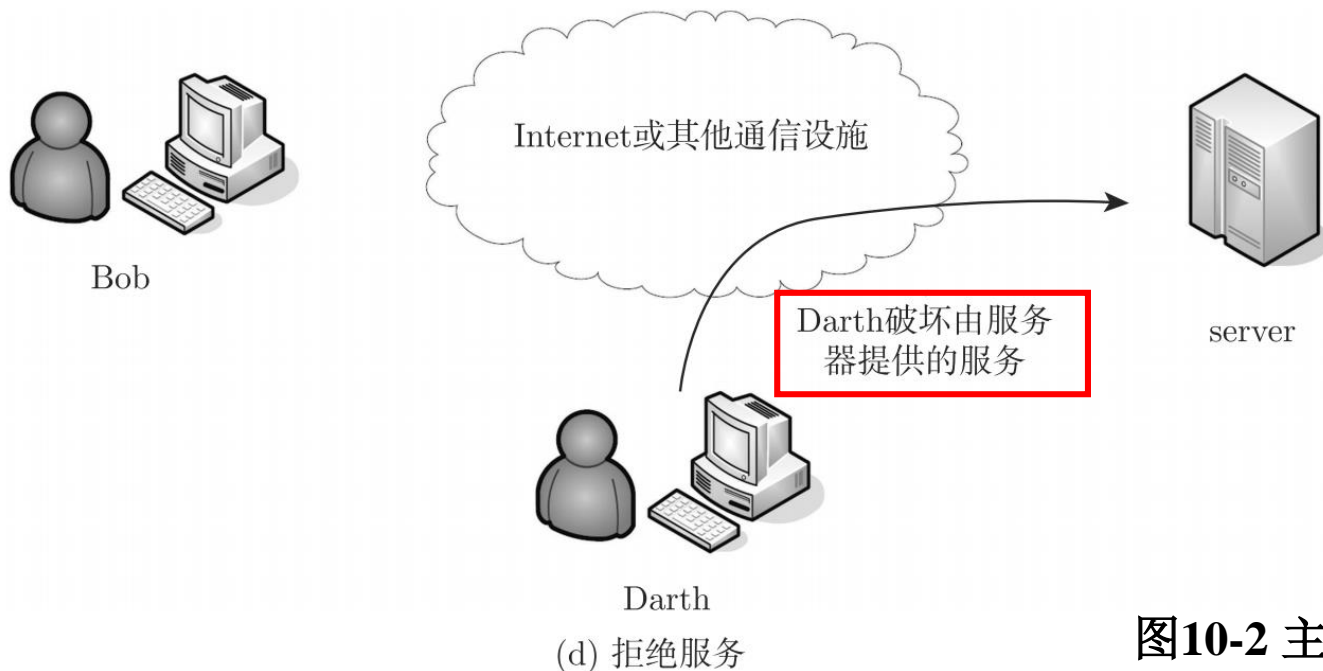 Internet或其他通信设施
Bob
Darth破坏由服务
器提供的服务
server
Darth
(d) 拒绝服务
图10-2 主